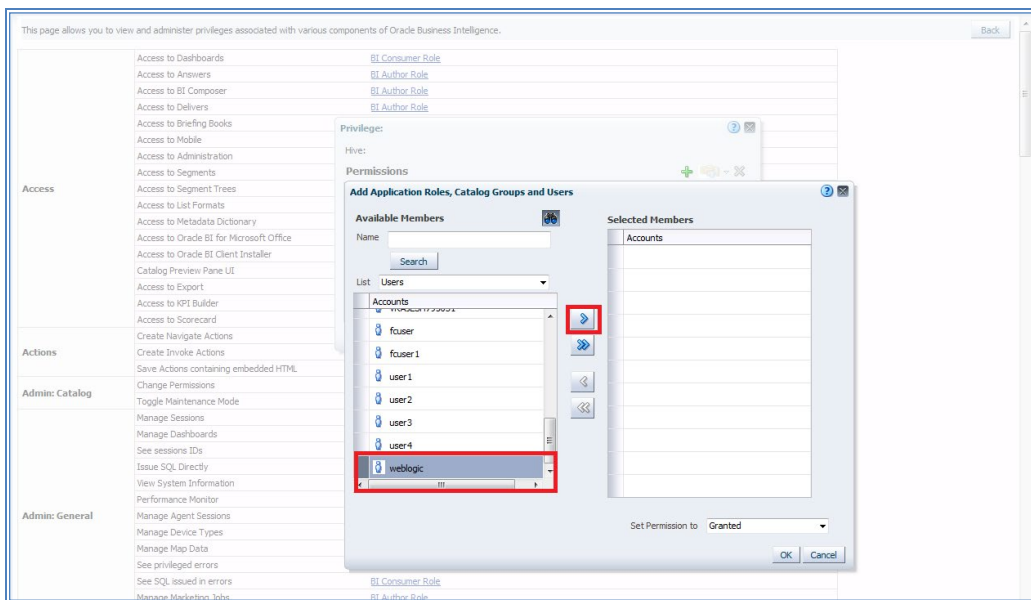 This page allows you to view and administer privileges associated with various components of Oracle Business Intelligence.
Back
Access
Access to Dashboards BI Consumer Role
Access to Answers BI Author Role
Access to BI Composer BI Author Role
Access to Delivers BI Author Role
Access to Briefing Books
Access to Mobile
Access to Administration
Access to Segments
Access to Segment Trees
Access to List Formats
Access to Metadata Dictionary
Access to Oracle BI for Microsoft Office
Access to Oracle BI Client Installer
Catalog Preview Pane UI
Access to Export
Access to KPI Builder
Access to Scorecard
Actions
Create Navigate Actions
Create Invoke Actions
Save Actions containing embedded HTML
Admin: Catalog
Change Permissions
Toggle Maintenance Mode
Admin: General
Manage Sessions
Manage Dashboards
See sessions IDs
Issue SQL Directly
View System Information
Performance Monitor
Manage Agent Sessions
Manage Device Types
Manage Map Data
See privileged errors
See SQL issued in errors BI Consumer Role
Manage Marketing Jobs BI Author Role
Privilege:
Hive:
Permissions
Add Application Roles, Catalog Groups and Users
Available Members
Name
Search
List Users
Accounts
fcuser
fcuser1
user1
user2
user3
user4
weblogic
Selected Members
Accounts
Set Permission to Granted
OK Cancel